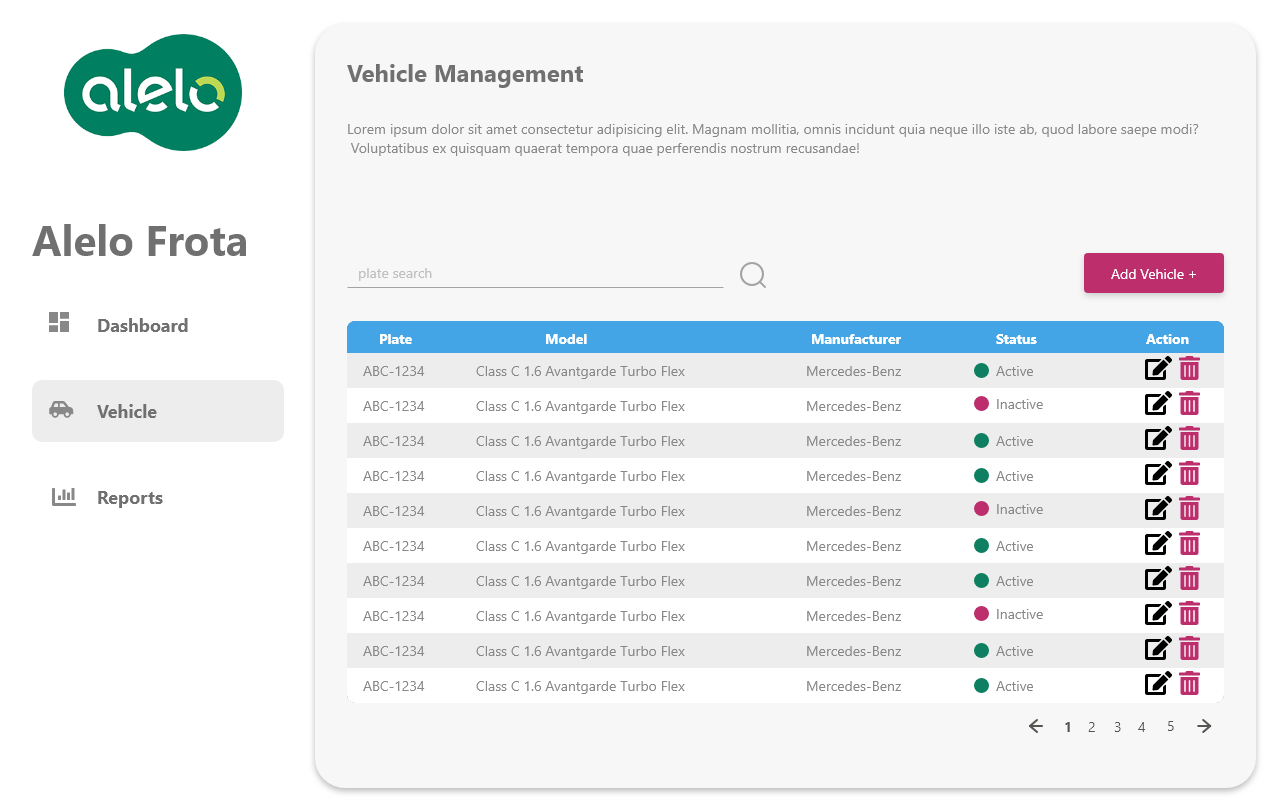 alelo
Alelo Frota
Dashboard
Vehicle
Reports
Vehicle Management
Lorem ipsum dolor sit amet consectetur adipisicing elit. Magnam mollitia, omnis incidunt quia neque illo iste ab, quod labore saepe modi?
Voluptatibus ex quisquam quaerat tempora quae perferendis nostrum recusandae!
plate search
Add Vehicle +
Plate Model Manufacturer Status Action
ABC-1234 Class C 1.6 Avantgarde Turbo Flex Mercedes-Benz Active
ABC-1234 Class C 1.6 Avantgarde Turbo Flex Mercedes-Benz Inactive
ABC-1234 Class C 1.6 Avantgarde Turbo Flex Mercedes-Benz Active
ABC-1234 Class C 1.6 Avantgarde Turbo Flex Mercedes-Benz Active
ABC-1234 Class C 1.6 Avantgarde Turbo Flex Mercedes-Benz Inactive
ABC-1234 Class C 1.6 Avantgarde Turbo Flex Mercedes-Benz Active
ABC-1234 Class C 1.6 Avantgarde Turbo Flex Mercedes-Benz Active
ABC-1234 Class C 1.6 Avantgarde Turbo Flex Mercedes-Benz Inactive
ABC-1234 Class C 1.6 Avantgarde Turbo Flex Mercedes-Benz Active
ABC-1234 Class C 1.6 Avantgarde Turbo Flex Mercedes-Benz Active
1 2 3 4 5